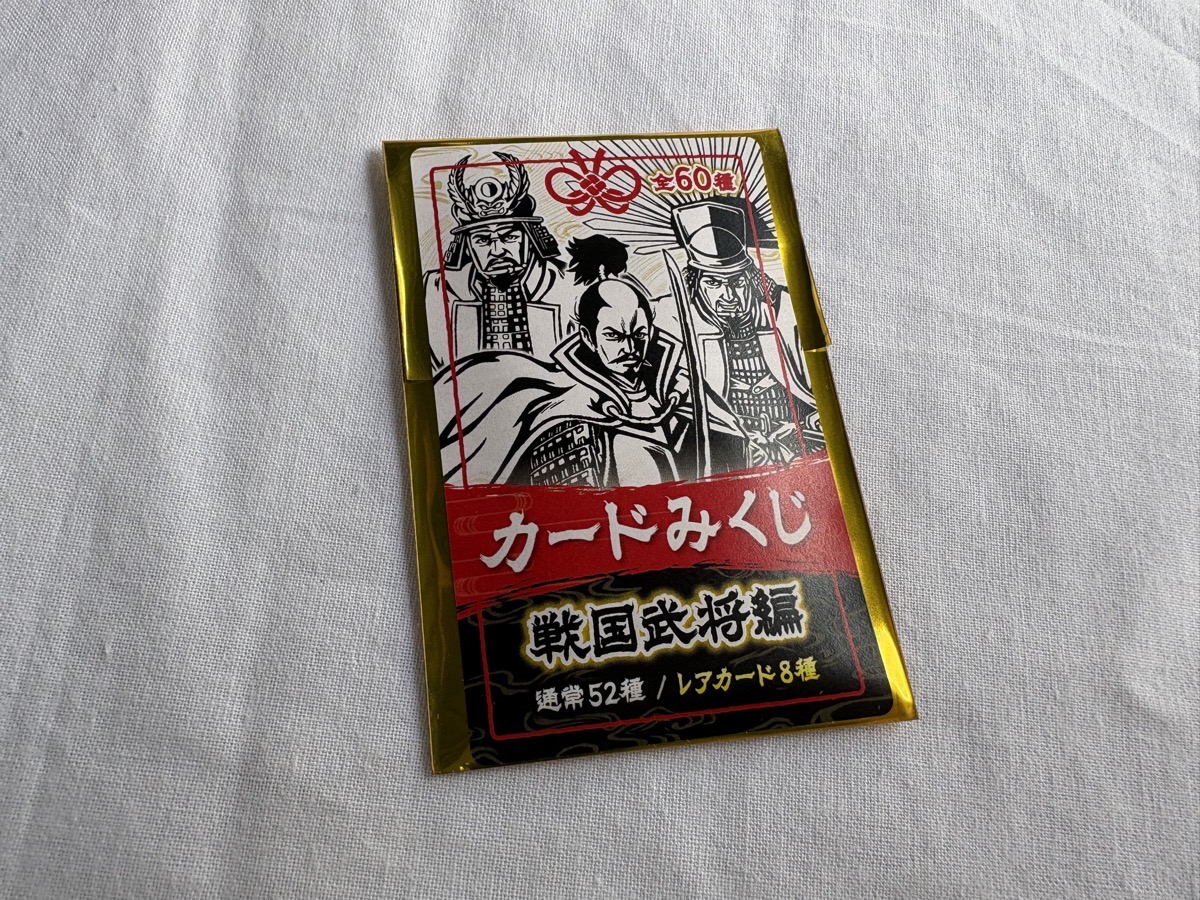 全60種
カードみくじ
戦国武将編
通常52種 / レアカード8種